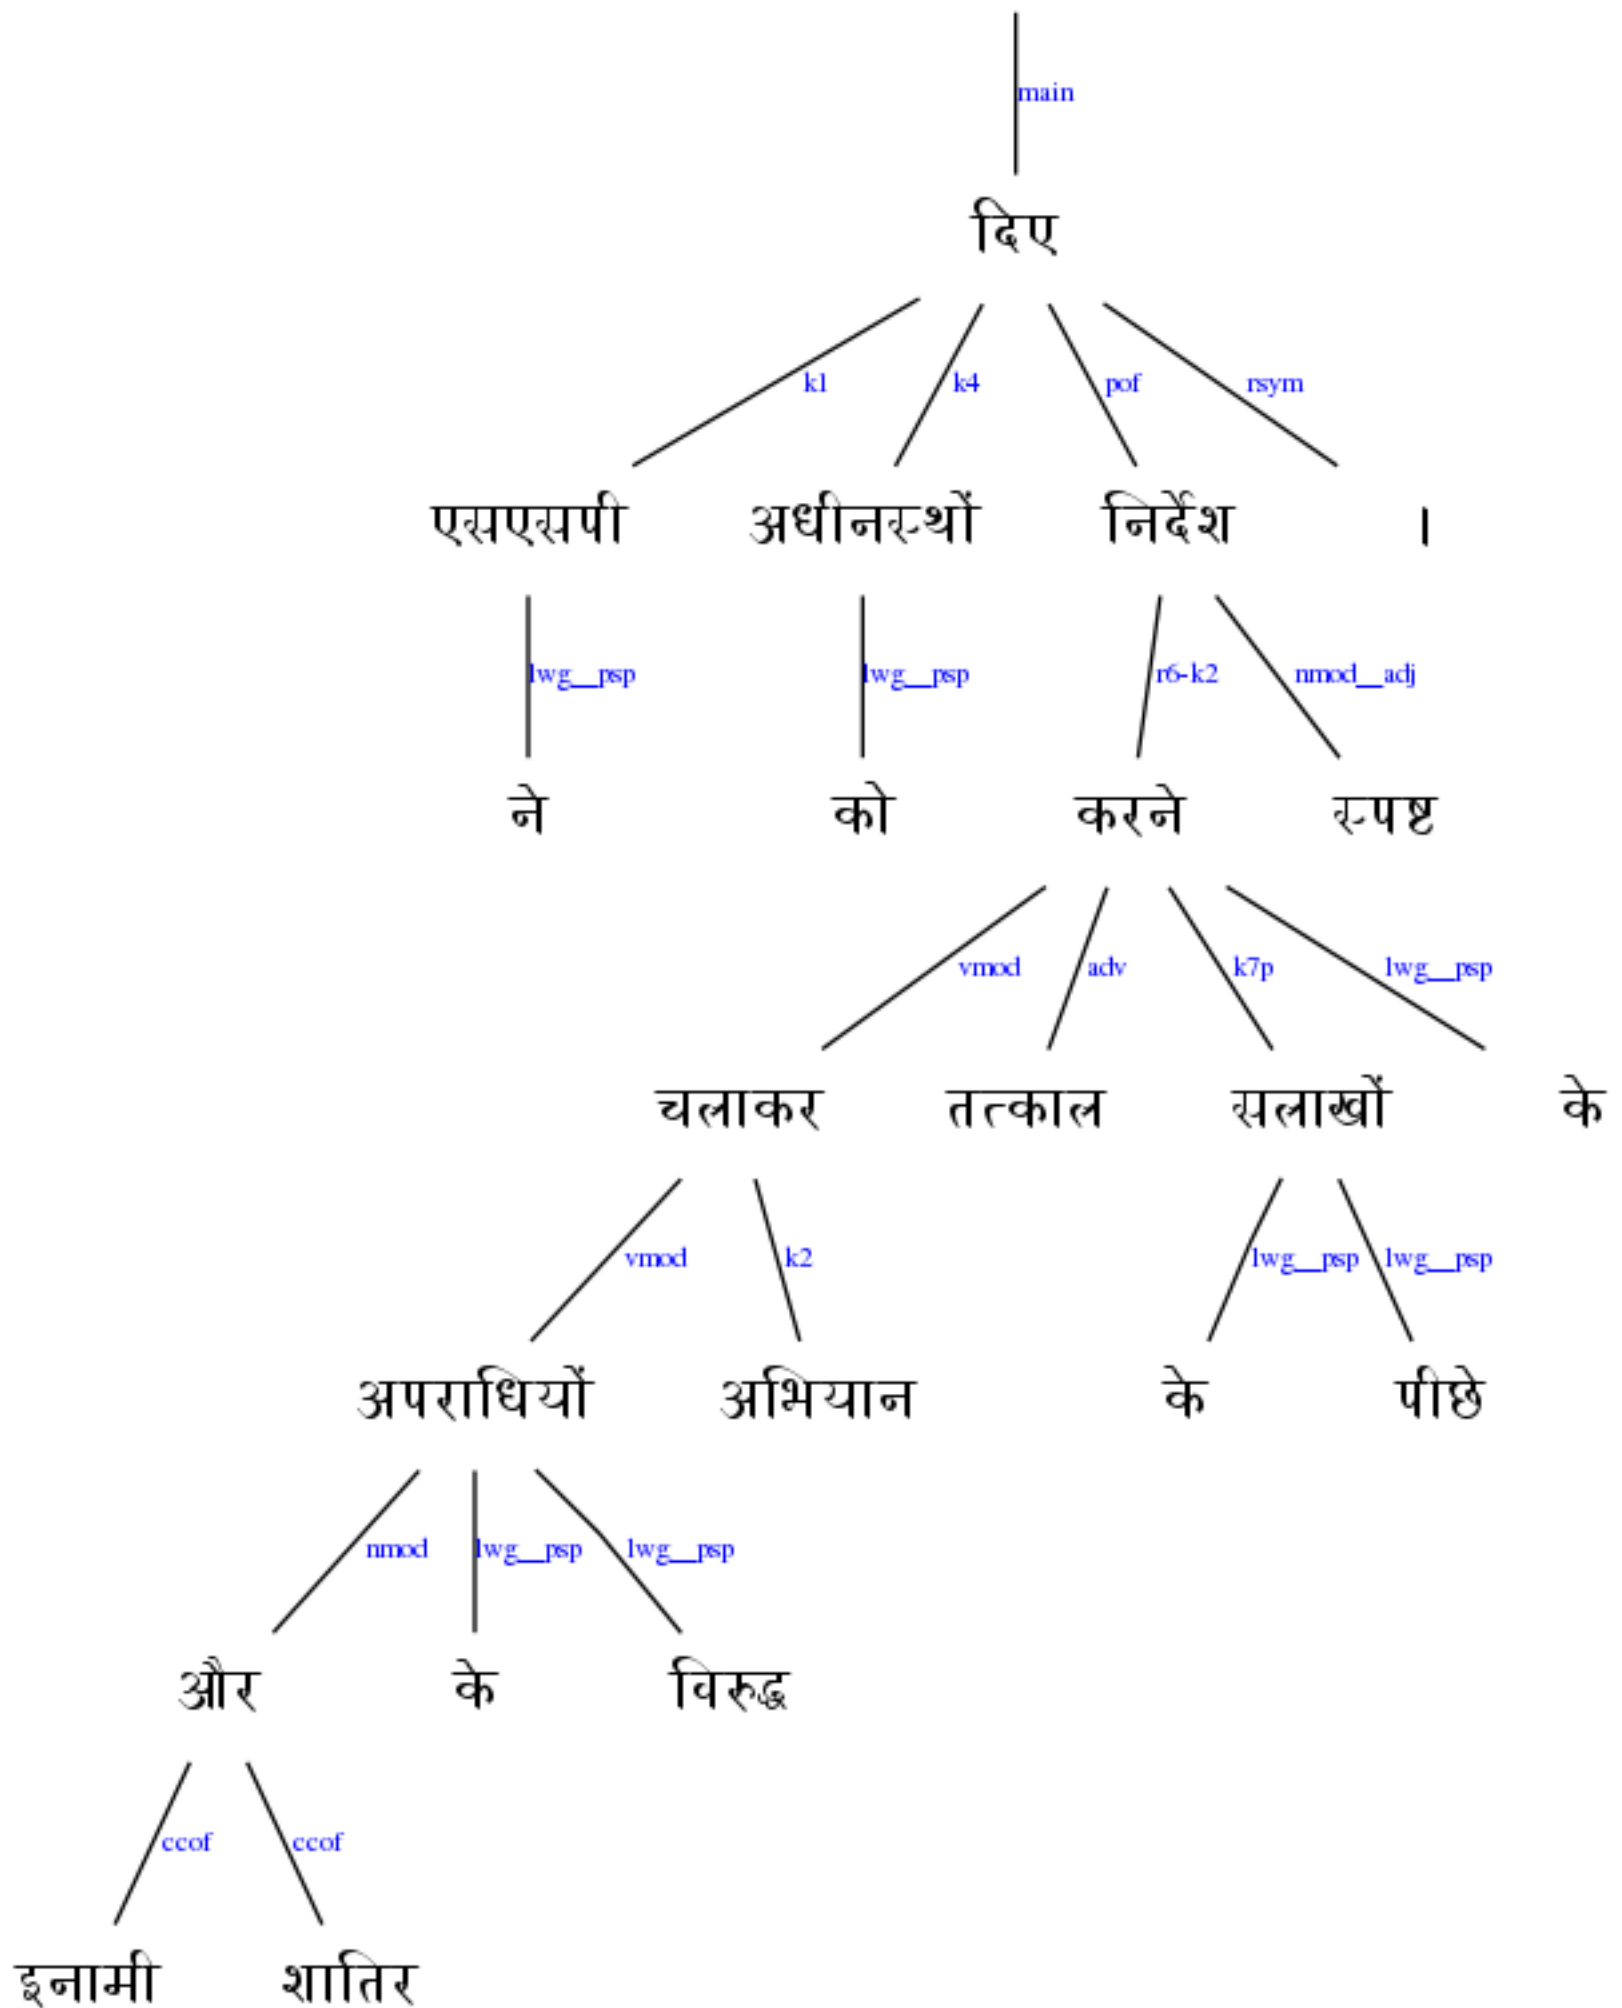 main
दिए
k1 k4 pof rsym
एसएसपी अधीनस्थों निर्देश ।
lwg__psp lwg__psp r6-k2 nmod__adj
ने को करने स्पष्ट
vmod adv k7p lwg__psp
चलाकर तत्काल सलाखों के
vmod k2 lwg__psp lwg__psp
अपराधियों अभियान के पीछे
nmod lwg__psp lwg__psp
और के विरुद्ध
ccof ccof
इनामी शातिर